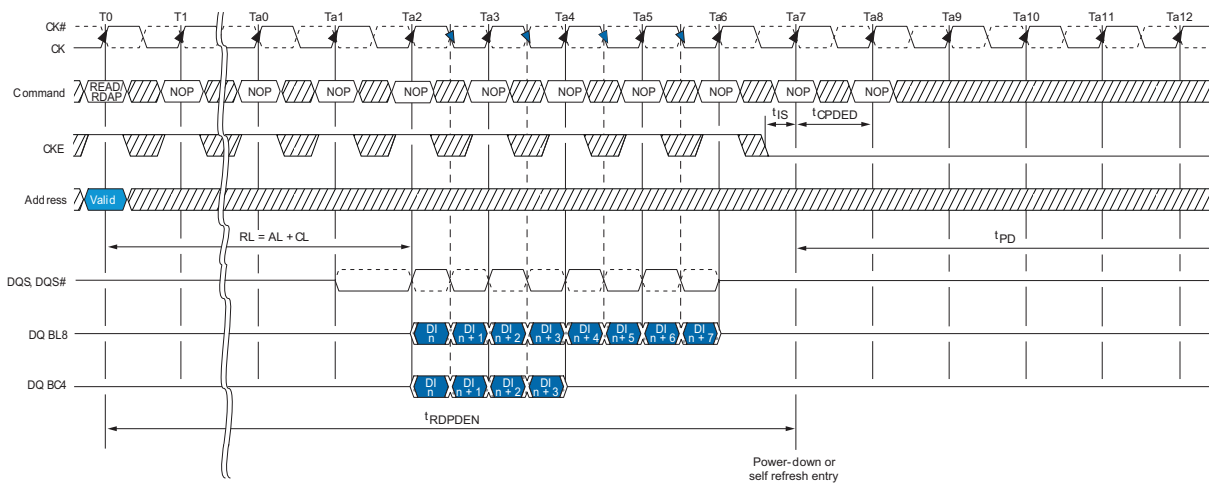 T0 T1 Ta0 Ta1 Ta2 Ta3 Ta4 Ta5 Ta6 Ta7 Ta8 Ta9 Ta10 Ta11 Ta12
CK#
CK
Command READ/ RDAP NOP NOP NOP NOP NOP NOP NOP NOP NOP NOP
tIS tCPDED
CKE
Address Valid
RL = AL + CL
tPD
DQS, DQS#
DQ BL8 DI n DI n + 1 DI n + 2 DI n + 3 DI n + 4 DI n+ 5 DI n + 6 DI n + 7
DQ BC4 DI n DI n + 1 DI n + 2 DI n + 3
tRDPDEN
Power-down or
self refresh entry